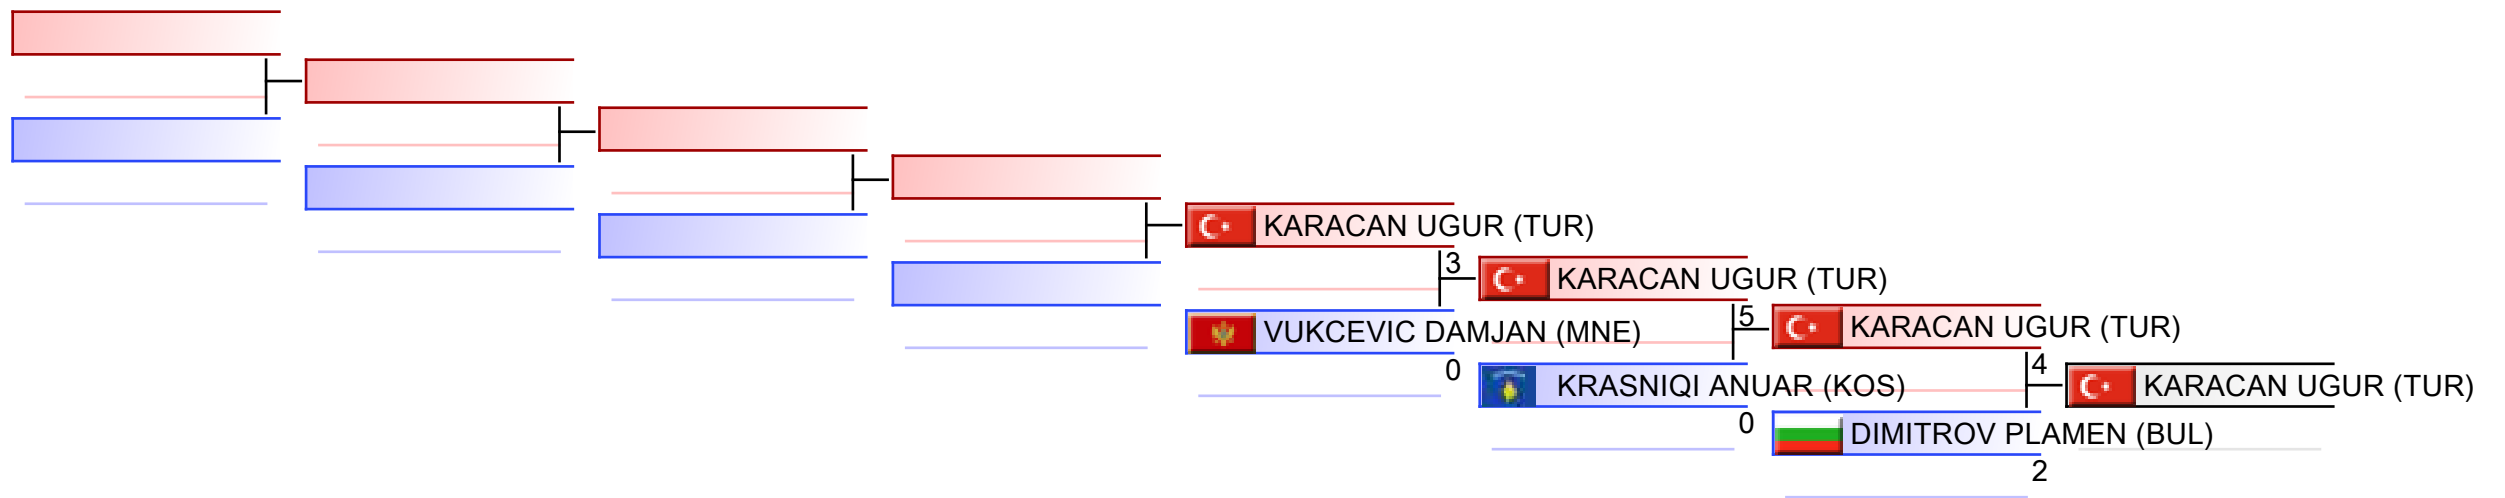 KARACAN UGUR (TUR)
3
VUKCEVIC DAMJAN (MNE)
0
KARACAN UGUR (TUR)
5
KRASNIQI ANUAR (KOS)
0
KARACAN UGUR (TUR)
4
DIMITROV PLAMEN (BUL)
2
KARACAN UGUR (TUR)